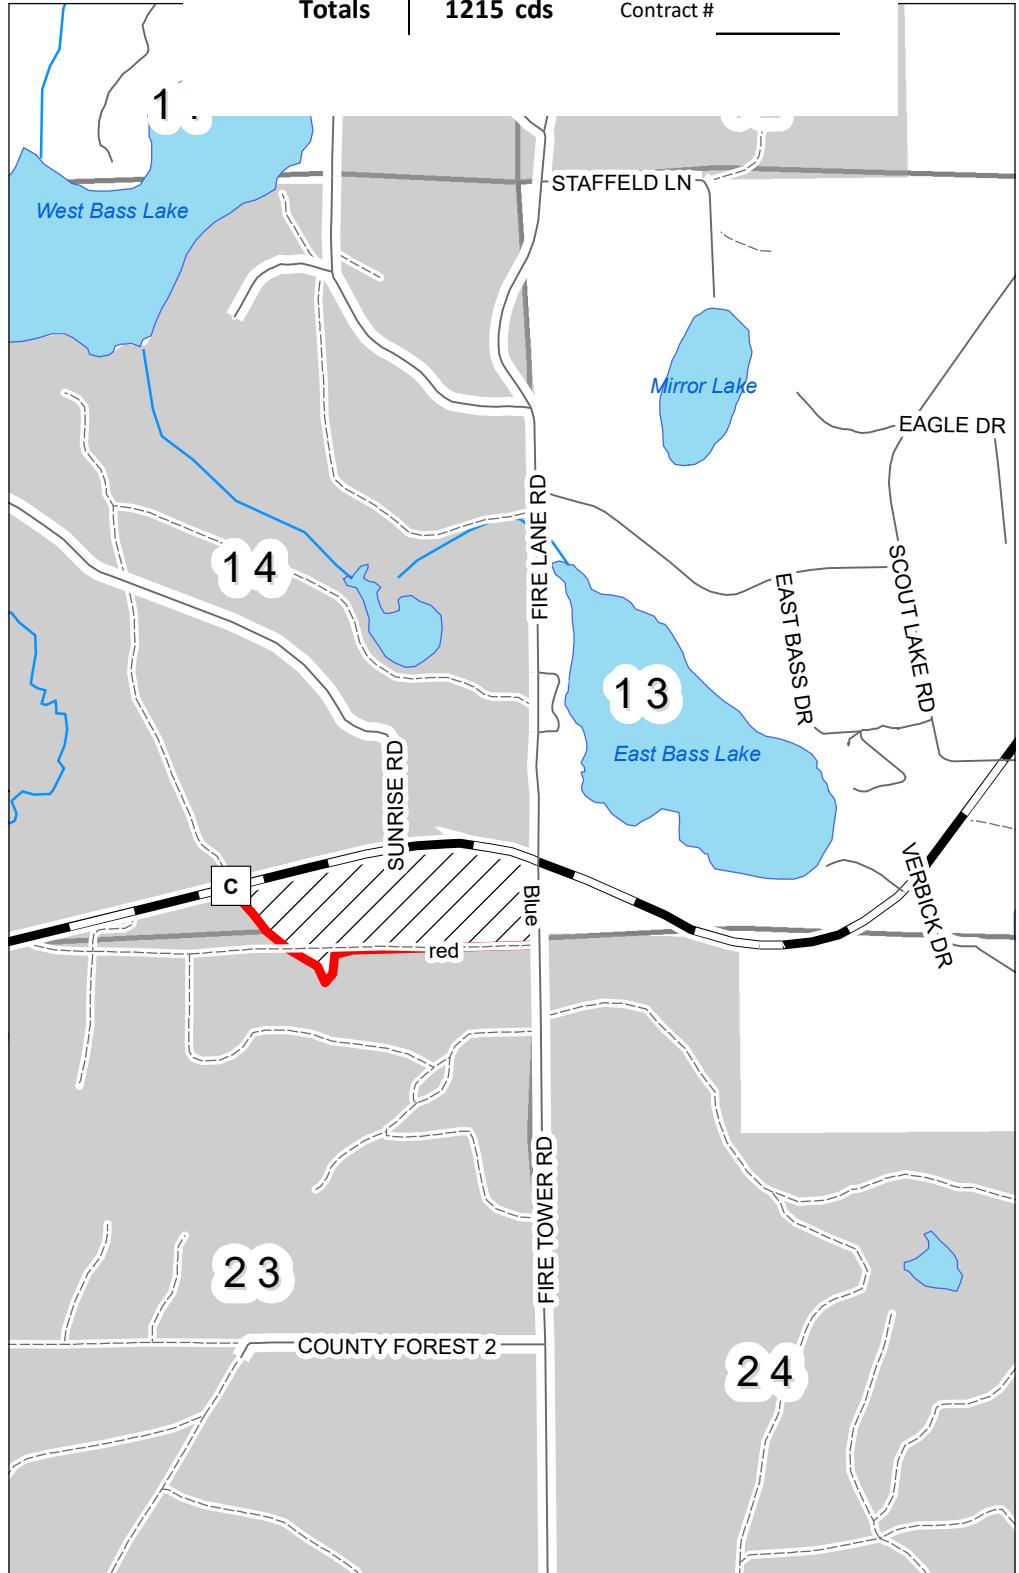 Totals 1215 cds Contract #
STAFFELD LN
West Bass Lake
Mirror Lake
EAGLE DR
FIRE LANE RD
14
SCOUT LAKE RD
EAST BASS DR
13
East Bass Lake
SUNRISE RD
C
VERBICK DR
Blue
red
FIRE TOWER RD
23
COUNTY FOREST 2
24